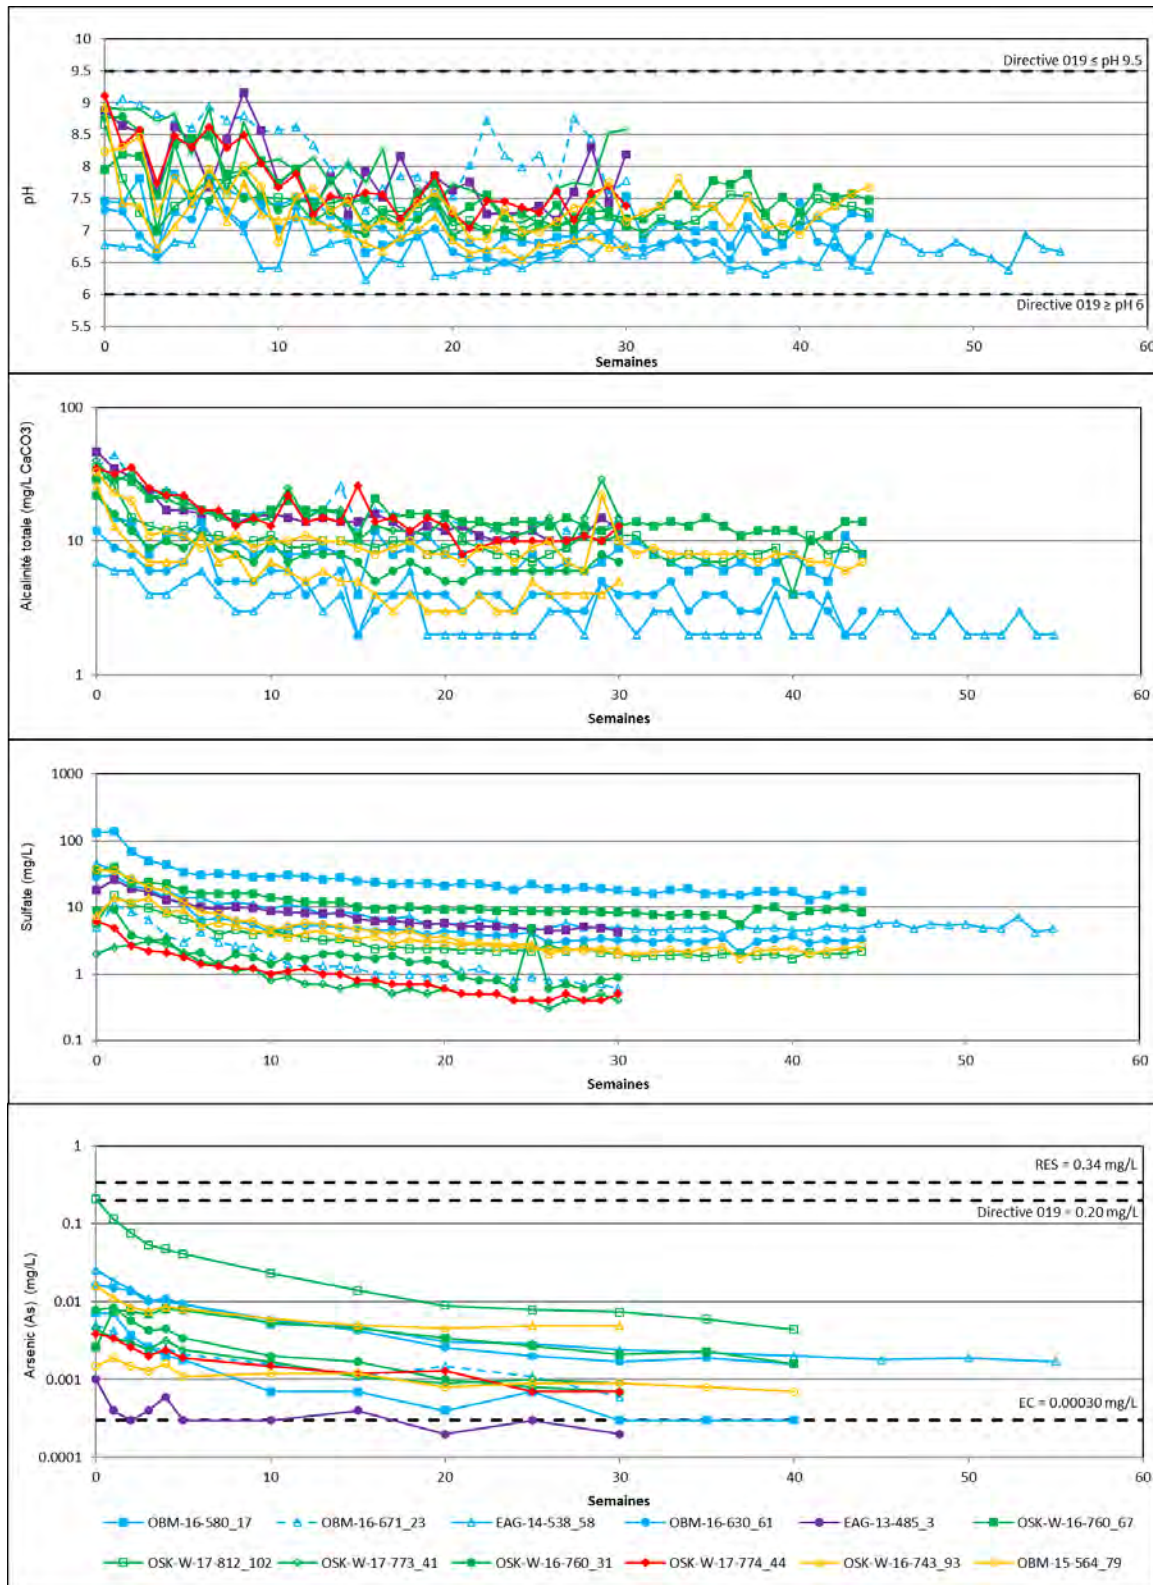 10
9.5
9
8.5
8
7.5
7
6.5
6
5.5
pH
Directive 019 ≤ pH 9.5
Directive 019 ≥ pH 6
0 10 20 30 40 50 60
Semaines
100
10
1
Alcalinité totale (mg/L CaCO3)
0 10 20 30 40 50 60
Semaines
1000
100
10
1
0.1
Sulfate (mg/L)
0 10 20 30 40 50 60
Semaines
1
0.1
0.01
0.001
0.0001
Arsenic (As) (mg/L)
RES = 0.34 mg/L
Directive 019 = 0.20 mg/L
EC = 0.00030 mg/L
0 10 20 30 40 50 60
Semaines
OBM-16-580_17 OBM-16-671_23 EAG-14-538_58 OBM-16-630_61 EAG-13-485_3 OSK-W-16-760_67
OSK-W-17-812_102 OSK-W-17-773_41 OSK-W-16-760_31 OSK-W-17-774_44 OSK-W-16-743_93 OBM-15-564_79